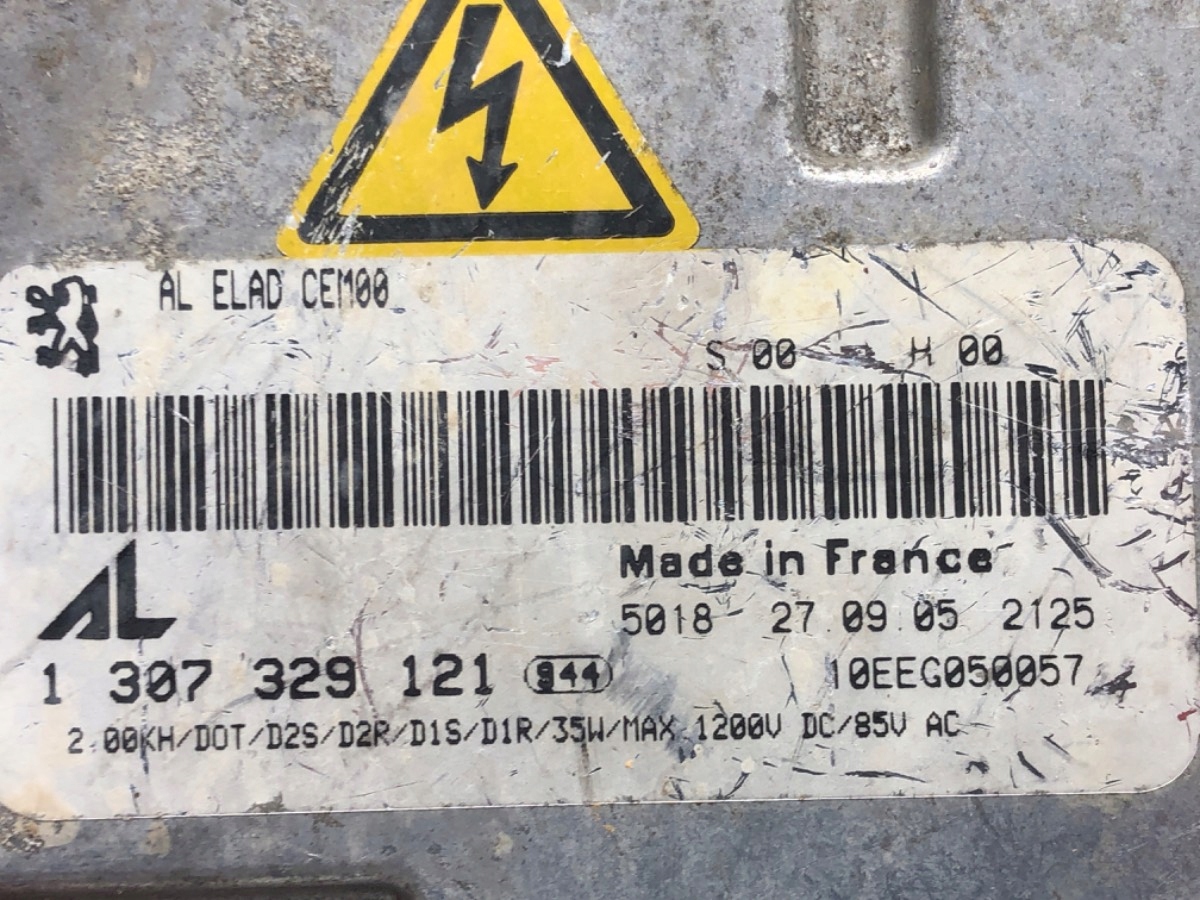 AL ELAD CEM00
S 00 H 00
AL
Made in France
5018 27 09 05 2125
1 307 329 121 944
10EEG050057
2.00KH/DOT/D2S/D2R/D1S/D1R/35W/MAX 1200V DC/85V AC